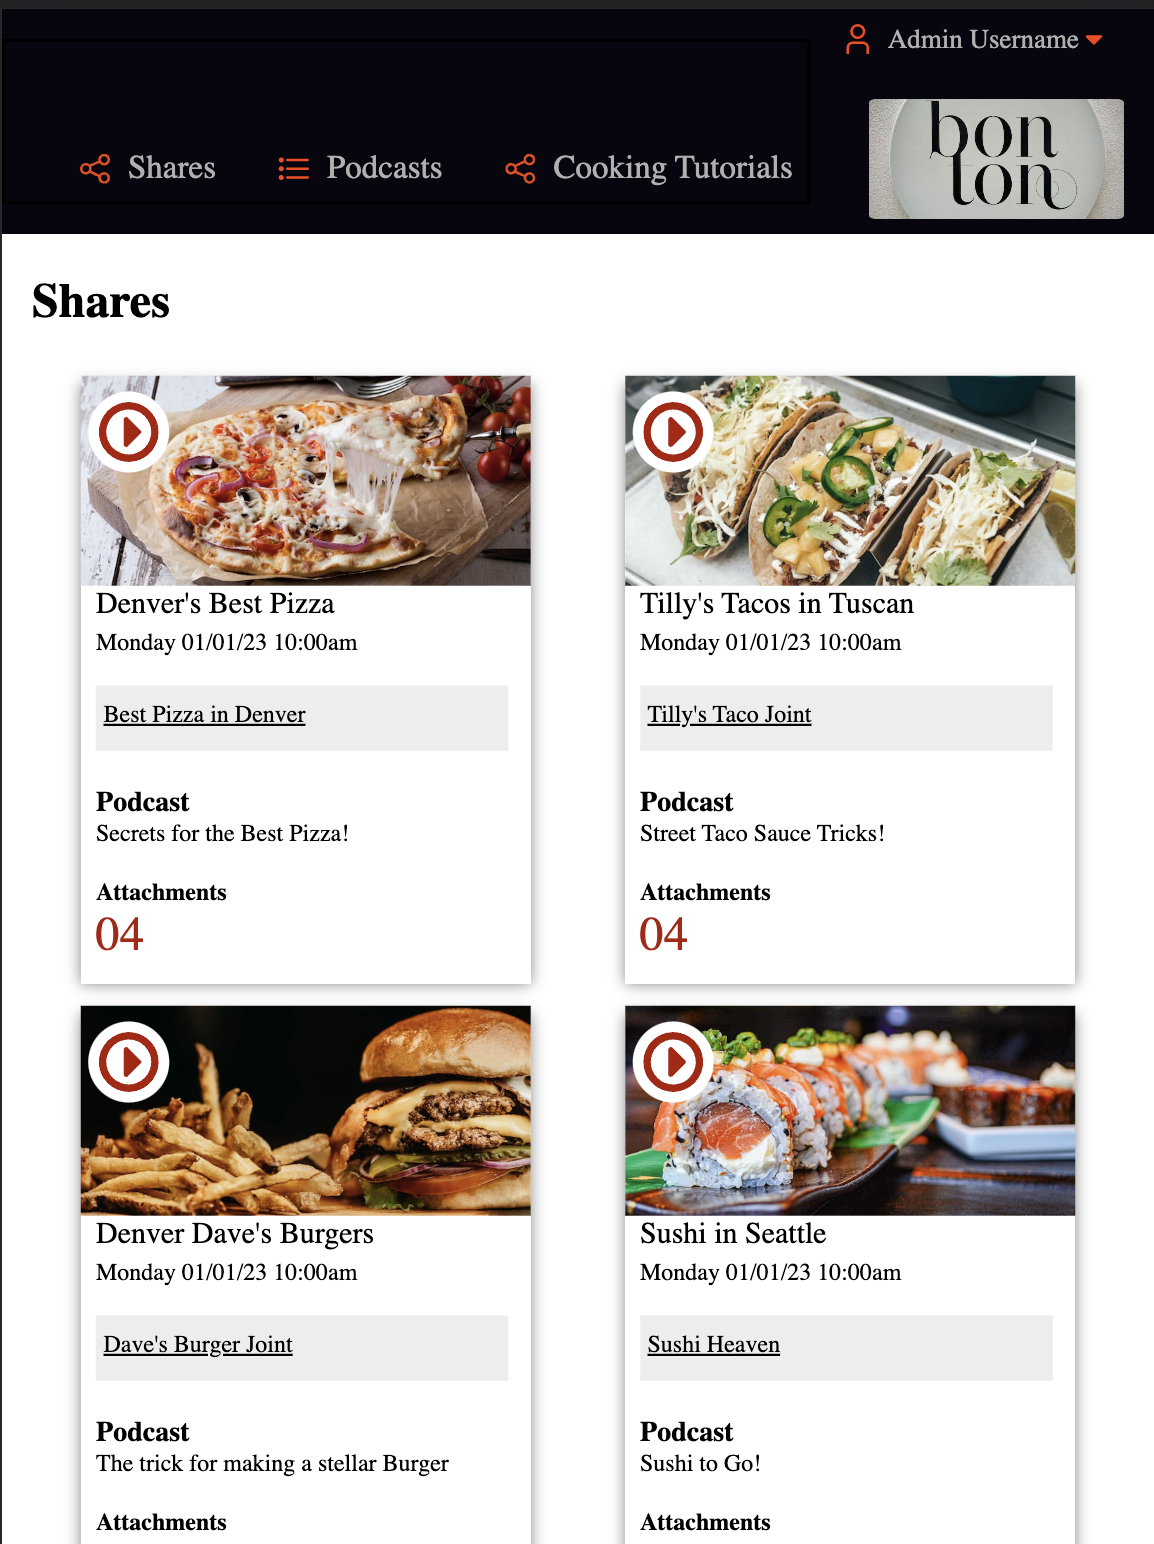 Admin Username
Shares
Podcasts
Cooking Tutorials
bon
ton
Shares
Denver's Best Pizza
Monday 01/01/23 10:00am
Best Pizza in Denver
Podcast
Secrets for the Best Pizza!
Attachments
04
Tilly's Tacos in Tuscan
Monday 01/01/23 10:00am
Tilly's Taco Joint
Podcast
Street Taco Sauce Tricks!
Attachments
04
Denver Dave's Burgers
Monday 01/01/23 10:00am
Dave's Burger Joint
Podcast
The trick for making a stellar Burger
Attachments
Sushi in Seattle
Monday 01/01/23 10:00am
Sushi Heaven
Podcast
Sushi to Go!
Attachments